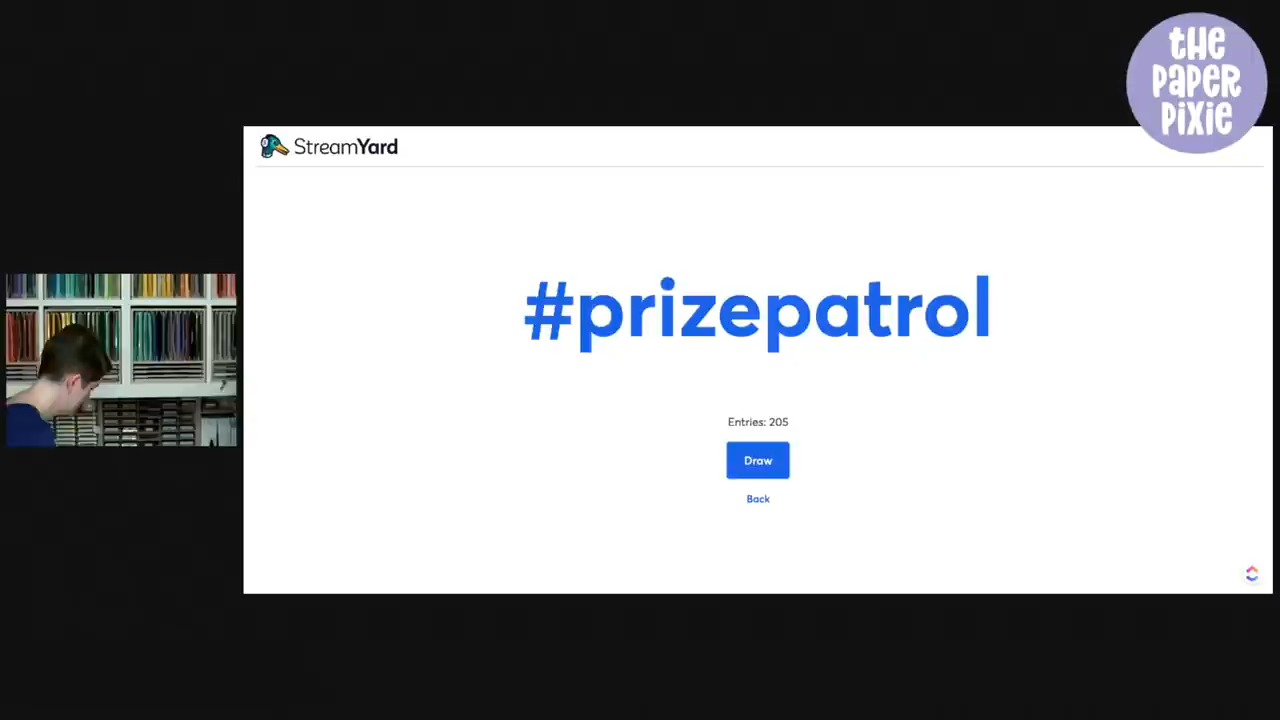 the
paper
pixie
StreamYard
#prizepatrol
Entries: 205
Draw
Back